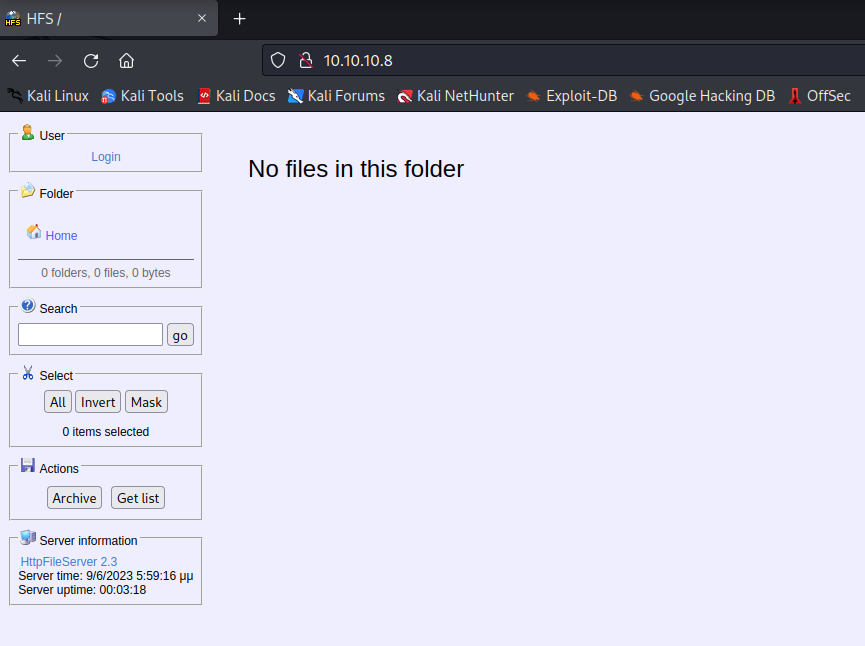 HFS /
10.10.10.8
Kali Linux Kali Tools Kali Docs Kali Forums Kali NetHunter Exploit-DB Google Hacking DB OffSec
User
Login
No files in this folder
Folder
Home
0 folders, 0 files, 0 bytes
Search
go
Select
All Invert Mask
0 items selected
Actions
Archive Get list
Server information
HttpFileServer 2.3
Server time: 9/6/2023 5:59:16 μμ
Server uptime: 00:03:18